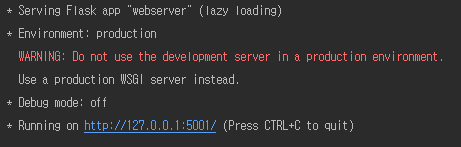 * Serving Flask app "webserver" (lazy loading)
* Environment: production
WARNING: Do not use the development server in a production environment.
Use a production WSGI server instead.
* Debug mode: off
* Running on http://127.0.0.1:5001/ (Press CTRL+C to quit)